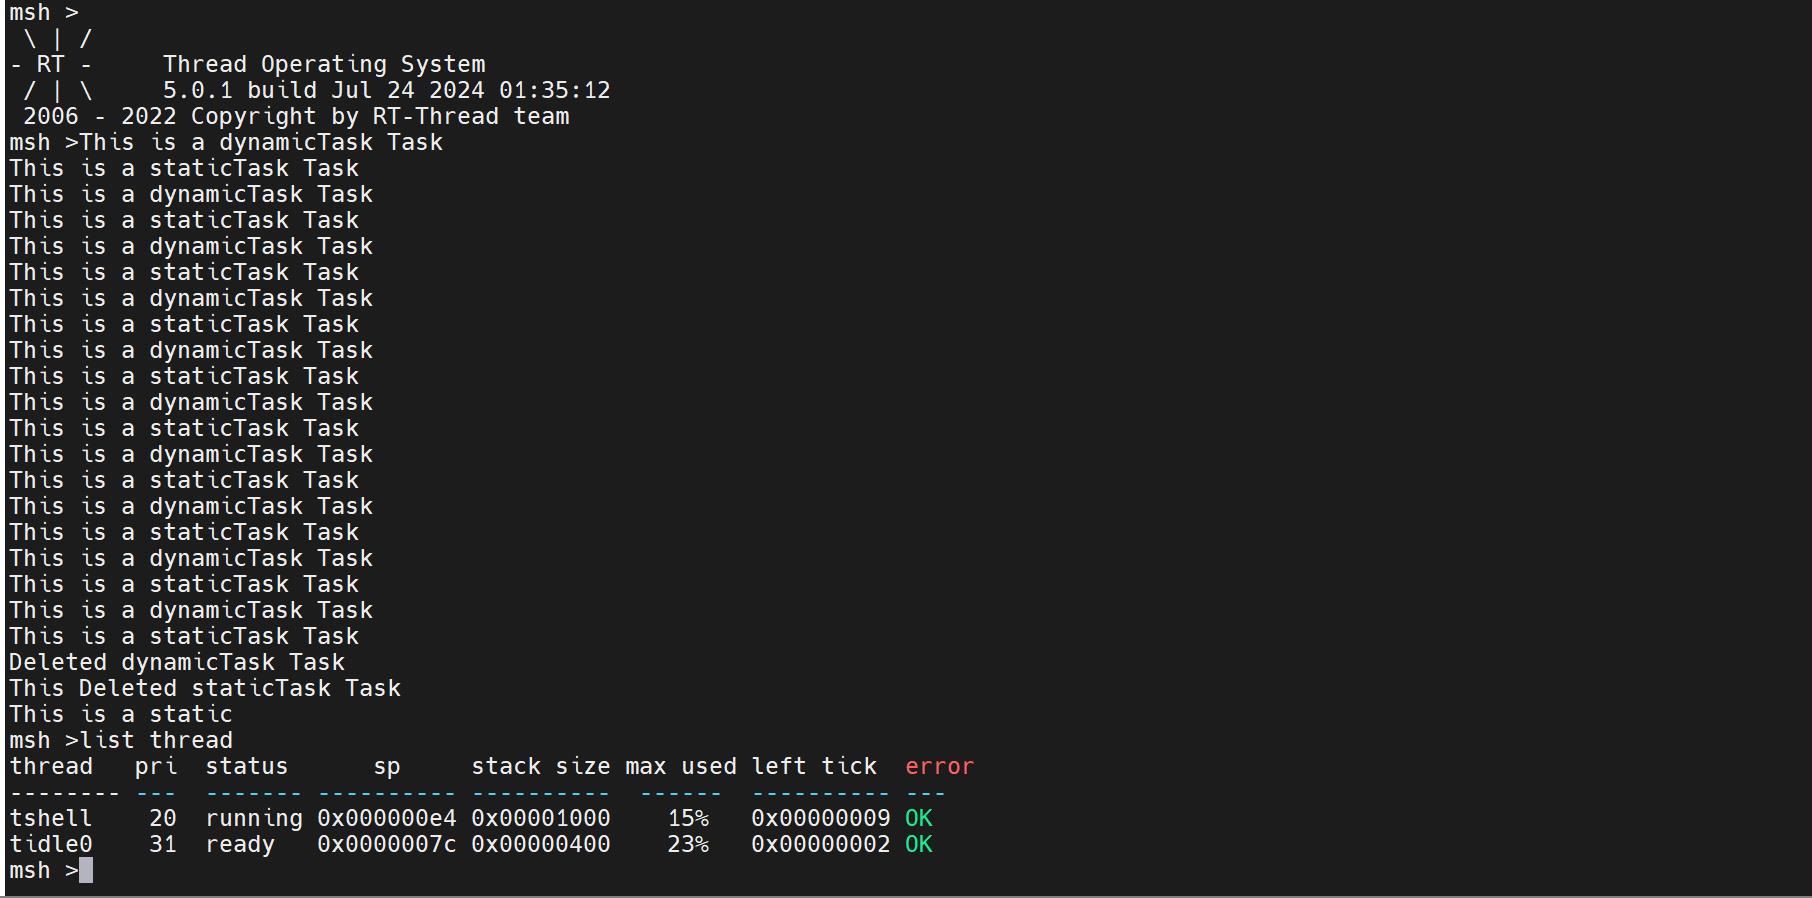 msh >
 \ | /
- RT -     Thread Operating System
 / | \     5.0.1 build Jul 24 2024 01:35:12
 2006 - 2022 Copyright by RT-Thread team
msh >This is a dynamicTask Task
This is a staticTask Task
This is a dynamicTask Task
This is a staticTask Task
This is a dynamicTask Task
This is a staticTask Task
This is a dynamicTask Task
This is a staticTask Task
This is a dynamicTask Task
This is a staticTask Task
This is a dynamicTask Task
This is a staticTask Task
This is a dynamicTask Task
This is a staticTask Task
This is a dynamicTask Task
This is a staticTask Task
This is a dynamicTask Task
This is a staticTask Task
This is a dynamicTask Task
This is a staticTask Task
Deleted dynamicTask Task
This Deleted staticTask Task
This is a static
msh >list thread
thread   pri  status      sp     stack size max used left tick  error
-------- ---  ------- ---------- ----------  ------  ---------- ---
tshell    20  running 0x000000e4 0x00001000    15%   0x00000009 OK
tidle0    31  ready   0x0000007c 0x00000400    23%   0x00000002 OK
msh >